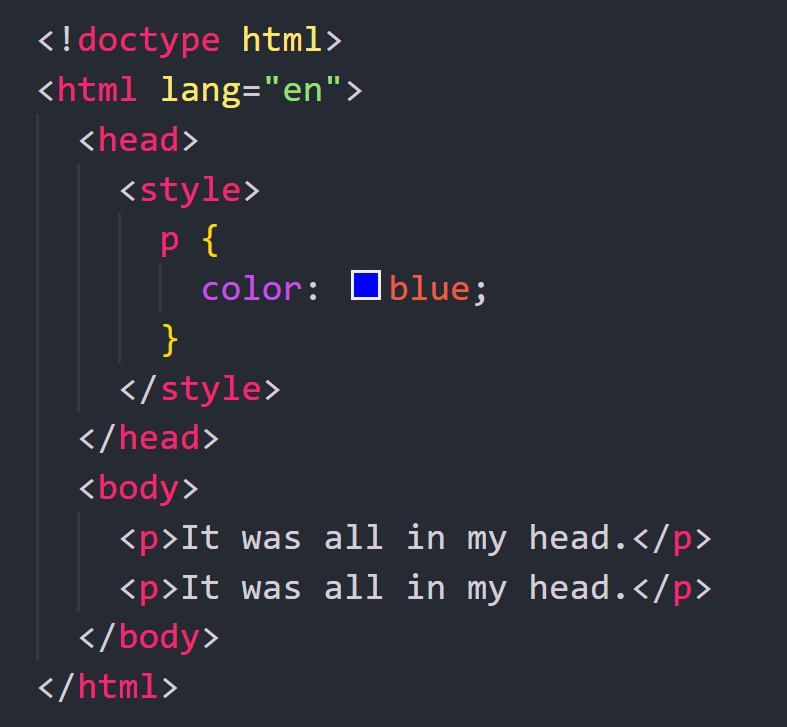 <!doctype html>
<html lang="en">
  <head>
    <style>
      p {
        color: blue;
      }
    </style>
  </head>
  <body>
    <p>It was all in my head.</p>
    <p>It was all in my head.</p>
  </body>
</html>